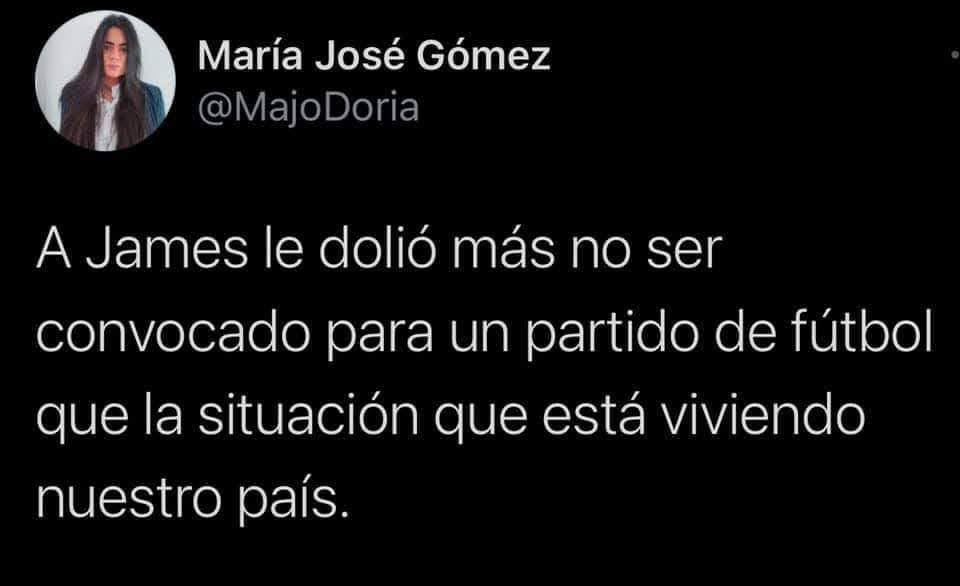 María José Gómez
@MajoDoria
A James le dolió más no ser
convocado para un partido de fútbol
que la situación que está viviendo
nuestro país.